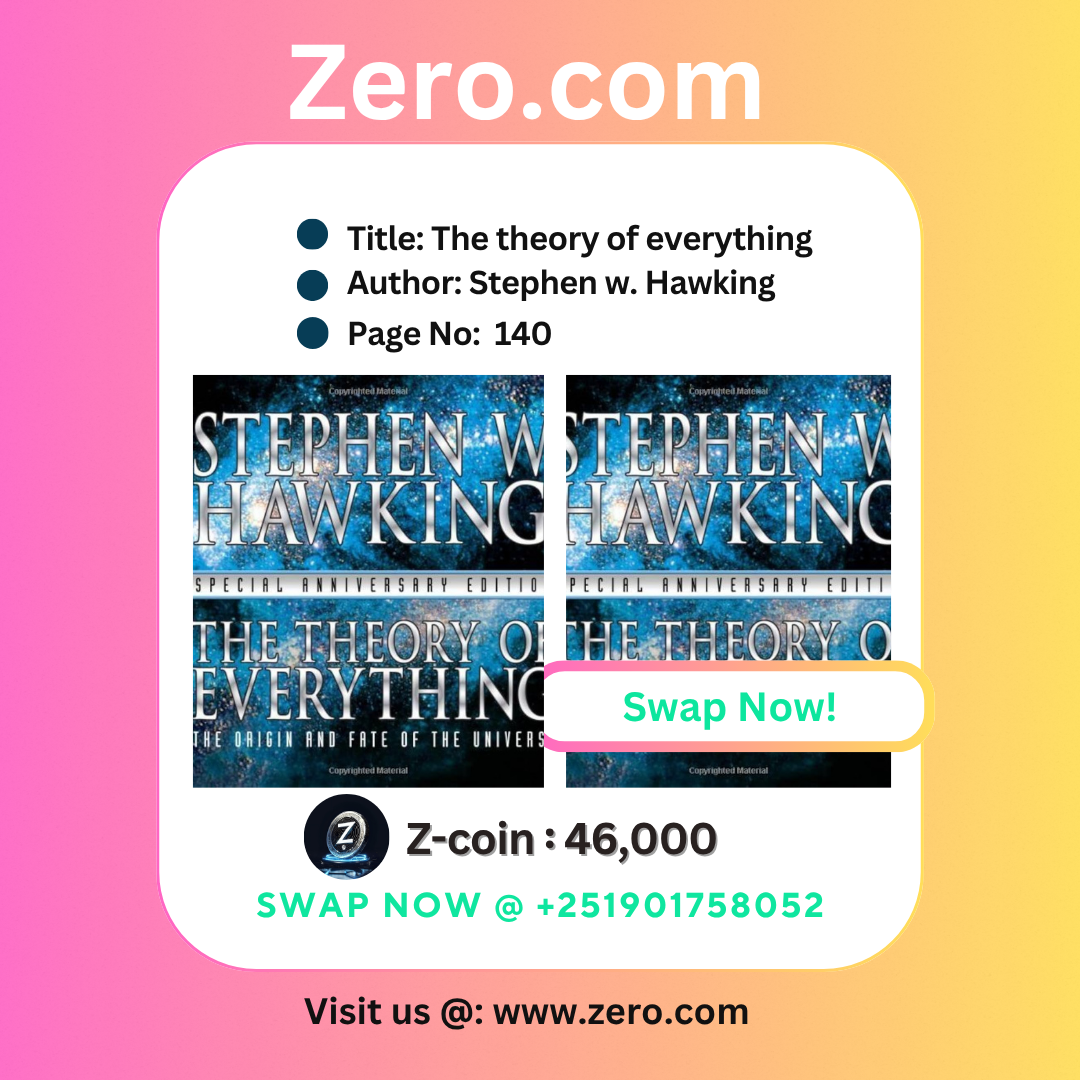 Zero.com
Title: The theory of everything
Author: Stephen w. Hawking
Page No: 140
Copyrighted Material
STEPHEN W
HAWKING
SPECIAL ANNIVERSARY EDITIO
THE THEORY OF
EVERYTHING
THE ORIGIN AND FATE OF THE UNIVERS
Copyrighted Material
Copyrighted Material
STEPHEN W
HAWKING
PECIAL ANNIVERSARY EDITI
THE THEORY O
Swap Now!
Copyrighted Material
Z
Z-coin : 46,000
SWAP NOW @ +251901758052
Visit us @: www.zero.com